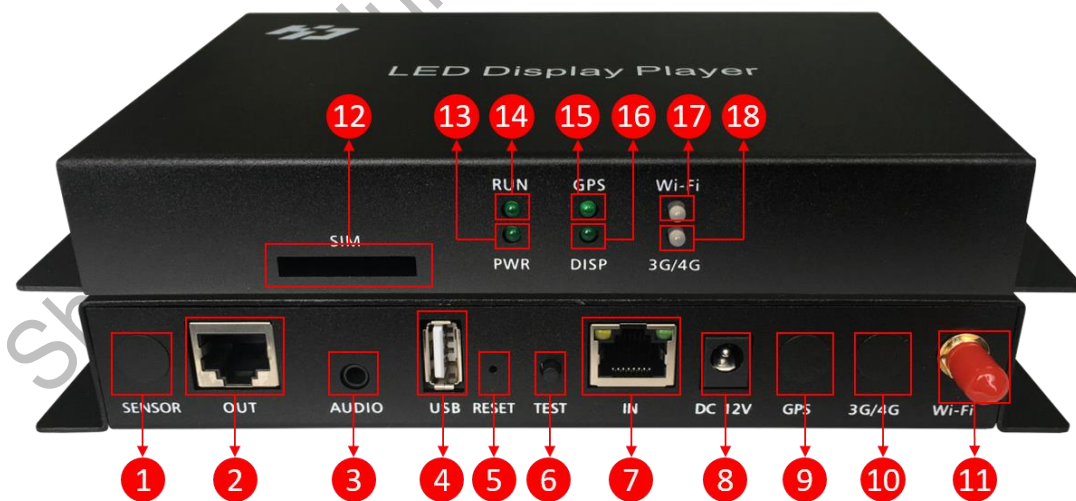 LED Display Player
12 13 14 15 16 17 18
RUN GPS Wi-Fi
SIM
PWR DISP 3G/4G
SENSOR OUT AUDIO USB RESET TEST IN DC 12V GPS 3G/4G Wi-Fi
1 2 3 4 5 6 7 8 9 10 11